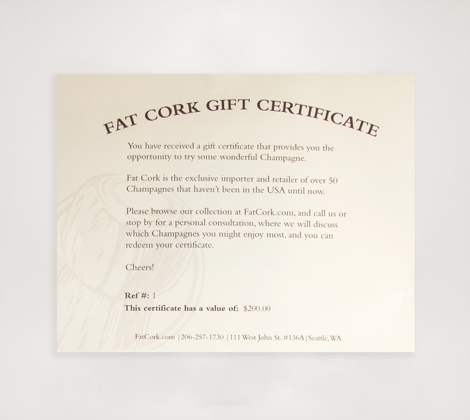 FAT CORK GIFT CERTIFICATE
You have received a gift certificate that provides you the
opportunity to try some wonderful Champagne.
Fat Cork is the exclusive importer and retailer of over 50
Champagnes that haven't been in the USA until now.
Please browse our collection at FatCork.com, and call us or
stop by for a personal consultation, where we will discuss
which Champagnes you might enjoy most, and you can
redeem your certificate.
Cheers!
Ref #: 1
This certificate has a value of: $200.00
FatCork.com | 206-257-1730 | 111 West John St. #136A | Seattle, WA